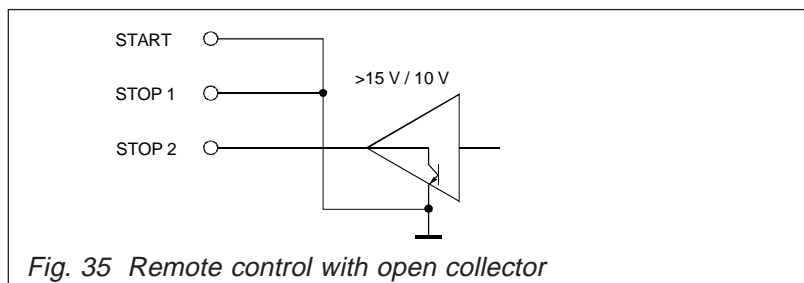 START
>15 V / 10 V
STOP 1
STOP 2
Fig. 35 Remote control with open collector